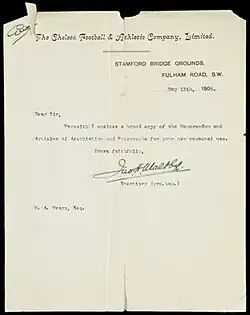 The Chelsea Football & Athletic Company, Limited.
STAMFORD BRIDGE GROUNDS,
FULHAM ROAD, S.W.
May 13th, 1905.
Dear Sir,
Herewith I enclose a bound copy of the Memorandum and
Articles of Association and Prospectus for your own personal use.
Yours faithfully,
Secretary (pro.tem.)
H. A. Mears, Esq.